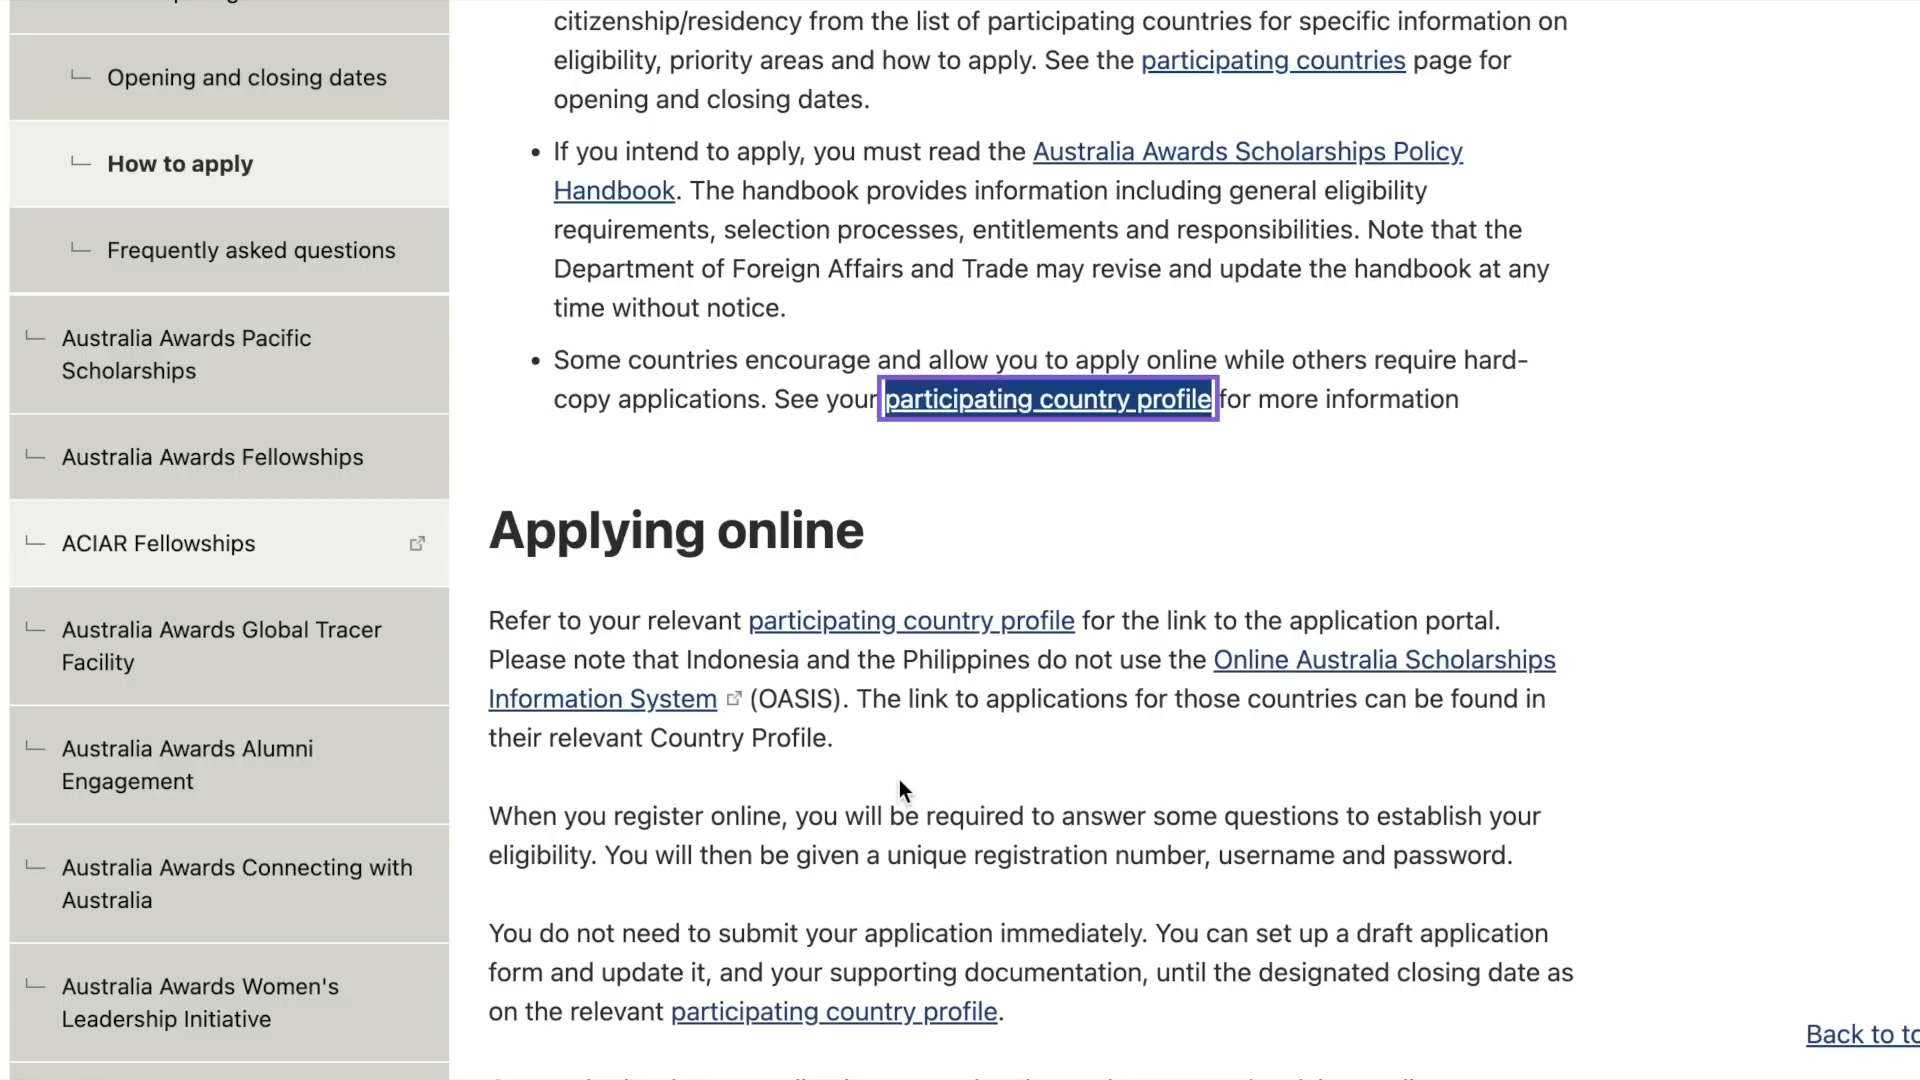 Opening and closing dates
How to apply
Frequently asked questions
Australia Awards Pacific
Scholarships
Australia Awards Fellowships
ACIAR Fellowships
Australia Awards Global Tracer
Facility
Australia Awards Alumni
Engagement
Australia Awards Connecting with
Australia
Australia Awards Women's
Leadership Initiative
citizenship/residency from the list of participating countries for specific information on
eligibility, priority areas and how to apply. See the participating countries page for
opening and closing dates.
• If you intend to apply, you must read the Australia Awards Scholarships Policy
Handbook. The handbook provides information including general eligibility
requirements, selection processes, entitlements and responsibilities. Note that the
Department of Foreign Affairs and Trade may revise and update the handbook at any
time without notice.
• Some countries encourage and allow you to apply online while others require hard-
copy applications. See your participating country profile for more information
Applying online
Refer to your relevant participating country profile for the link to the application portal.
Please note that Indonesia and the Philippines do not use the Online Australia Scholarships
Information System (OASIS). The link to applications for those countries can be found in
their relevant Country Profile.
When you register online, you will be required to answer some questions to establish your
eligibility. You will then be given a unique registration number, username and password.
You do not need to submit your application immediately. You can set up a draft application
form and update it, and your supporting documentation, until the designated closing date as
on the relevant participating country profile.
Back to